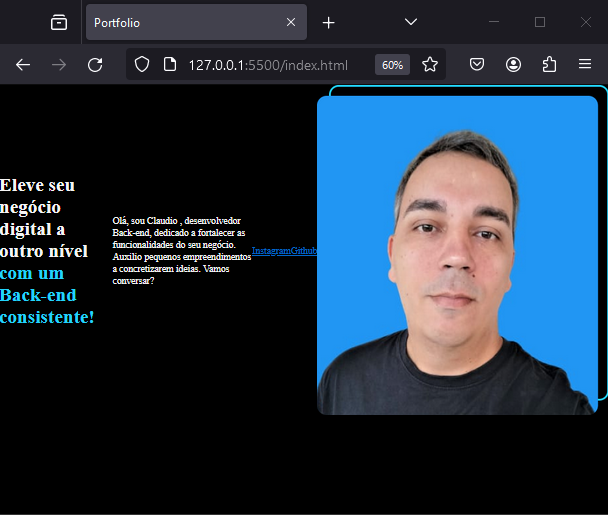 Portfolio
127.0.0.1:5500/index.html
60%
Eleve seu
negócio
digital a
outro nível
com um
Back-end
consistente!
Olá, sou Claudio , desenvolvedor
Back-end, dedicado a fortalecer as
funcionalidades do seu negócio.
Auxilio pequenos empreendimentos
a concretizarem ideias. Vamos
conversar?
InstagramGithub